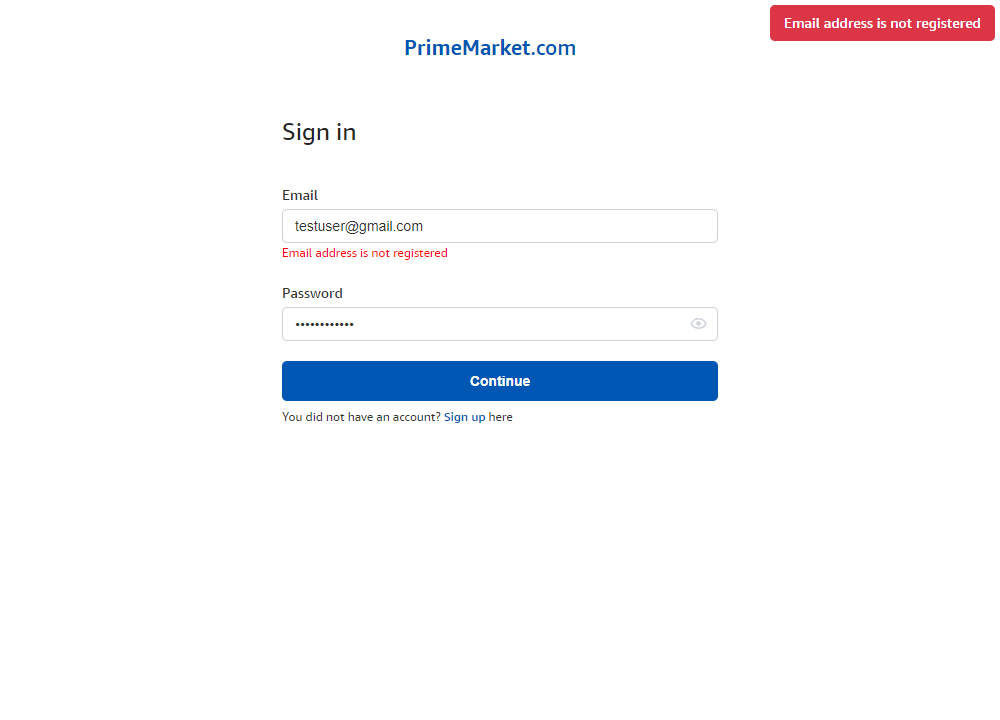 Email address is not registered
PrimeMarket.com
Sign in
Email
testuser@gmail.com
Email address is not registered
Password
••••••••••••
Continue
You did not have an account? Sign up here